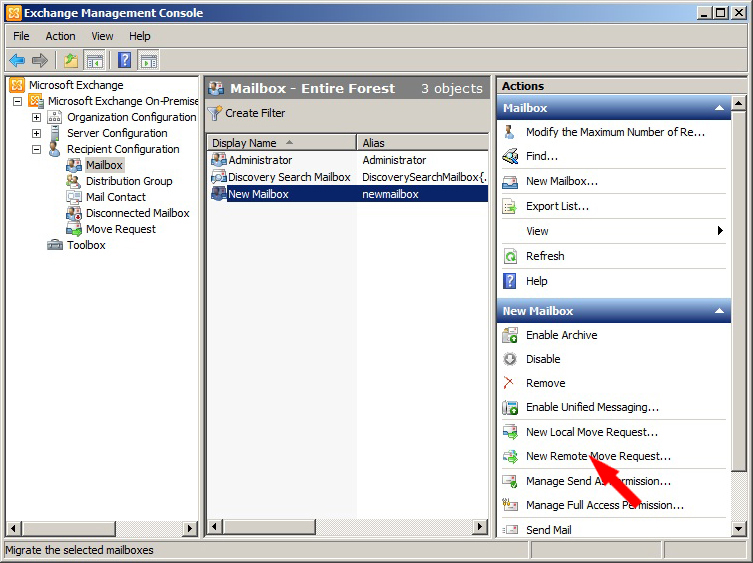 Exchange Management Console
File Action View Help
Microsoft Exchange
Microsoft Exchange On-Premise
Organization Configuration
Server Configuration
Recipient Configuration
Mailbox
Distribution Group
Mail Contact
Disconnected Mailbox
Move Request
Toolbox
Mailbox - Entire Forest 3 objects
Create Filter
Display Name Alias
Administrator Administrator
Discovery Search Mailbox DiscoverySearchMailbox{.
New Mailbox newmailbox
Actions
Mailbox
Modify the Maximum Number of Re...
Find...
New Mailbox...
Export List...
View
Refresh
Help
New Mailbox
Enable Archive
Disable
Remove
Enable Unified Messaging...
New Local Move Request...
New Remote Move Request...
Manage Send As Permission...
Manage Full Access Permission...
Send Mail
Migrate the selected mailboxes